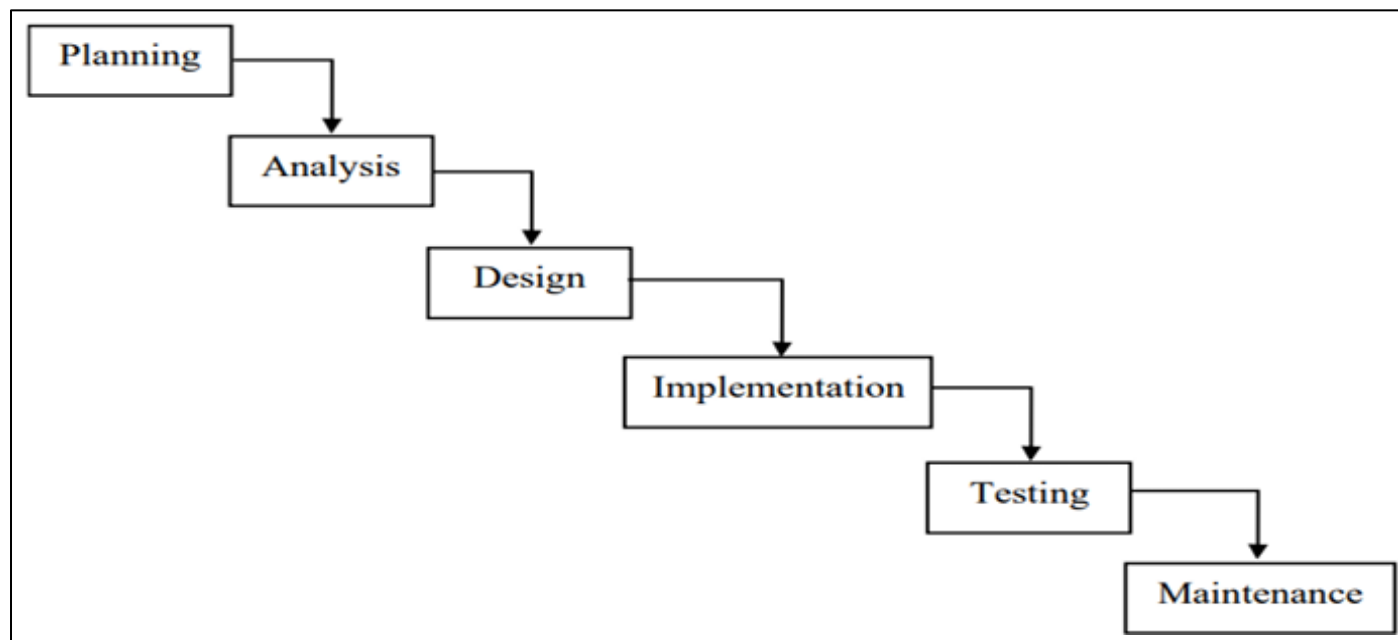 Planning
Analysis
Design
Implementation
Testing
Maintenance